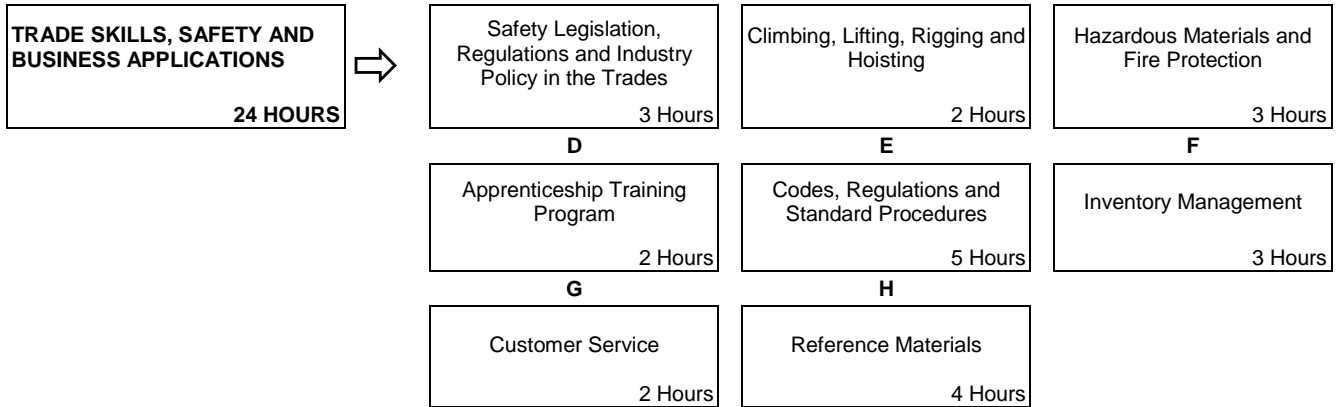 TRADE SKILLS, SAFETY AND
BUSINESS APPLICATIONS
24 HOURS
Safety Legislation,
Regulations and Industry
Policy in the Trades
3 Hours
Climbing, Lifting, Rigging and
Hoisting
2 Hours
Hazardous Materials and
Fire Protection
3 Hours
D
E
F
Apprenticeship Training
Program
2 Hours
Codes, Regulations and
Standard Procedures
5 Hours
Inventory Management
3 Hours
G
H
Customer Service
2 Hours
Reference Materials
4 Hours